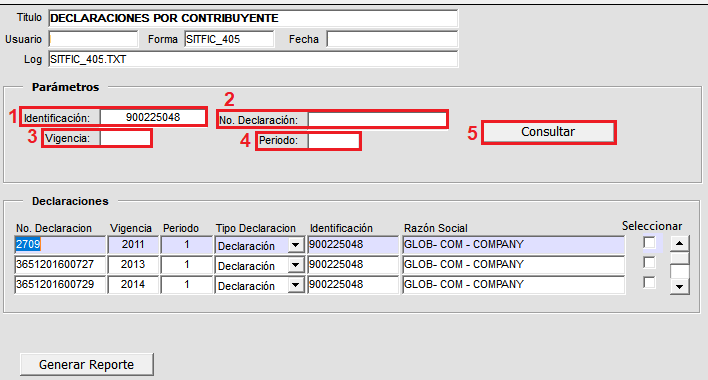 Título DECLARACIONES POR CONTRIBUYENTE
Usuario Forma SITFIC_405 Fecha
Log SITFIC_405.TXT
Parámetros
1 Identificación: 900225048 2 No. Declaración:
3 Vigencia: 4 Periodo: 5 Consultar
Declaraciones
No. Declaracion Vigencia Periodo Tipo Declaracion Identificación Razón Social Seleccionar
2709 2011 1 Declaración 900225048 GLOB- COM - COMPANY
3651201600727 2013 1 Declaración 900225048 GLOB- COM - COMPANY
3651201600729 2014 1 Declaración 900225048 GLOB- COM - COMPANY
Generar Reporte